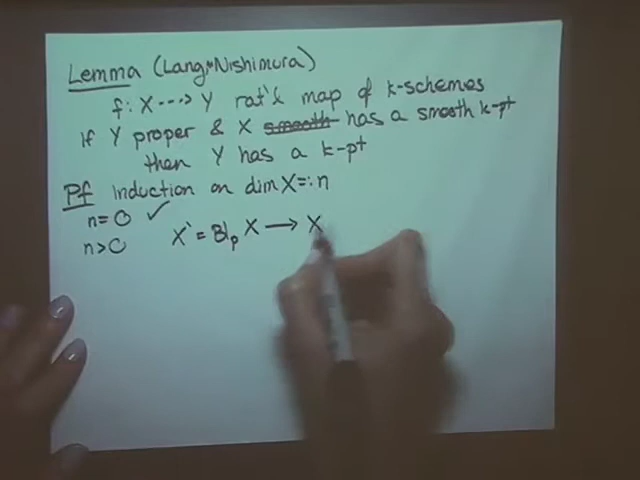 Lemma (Lang-Nishimura)
f: X ⇢ Y rat'l map of k-schemes
If Y proper & X ~~smooth~~ has a smooth k-pt
then Y has a k-pt
Pf Induction on dim X =: n
n=0 ✓
n>0 X' = Bl_p X → X